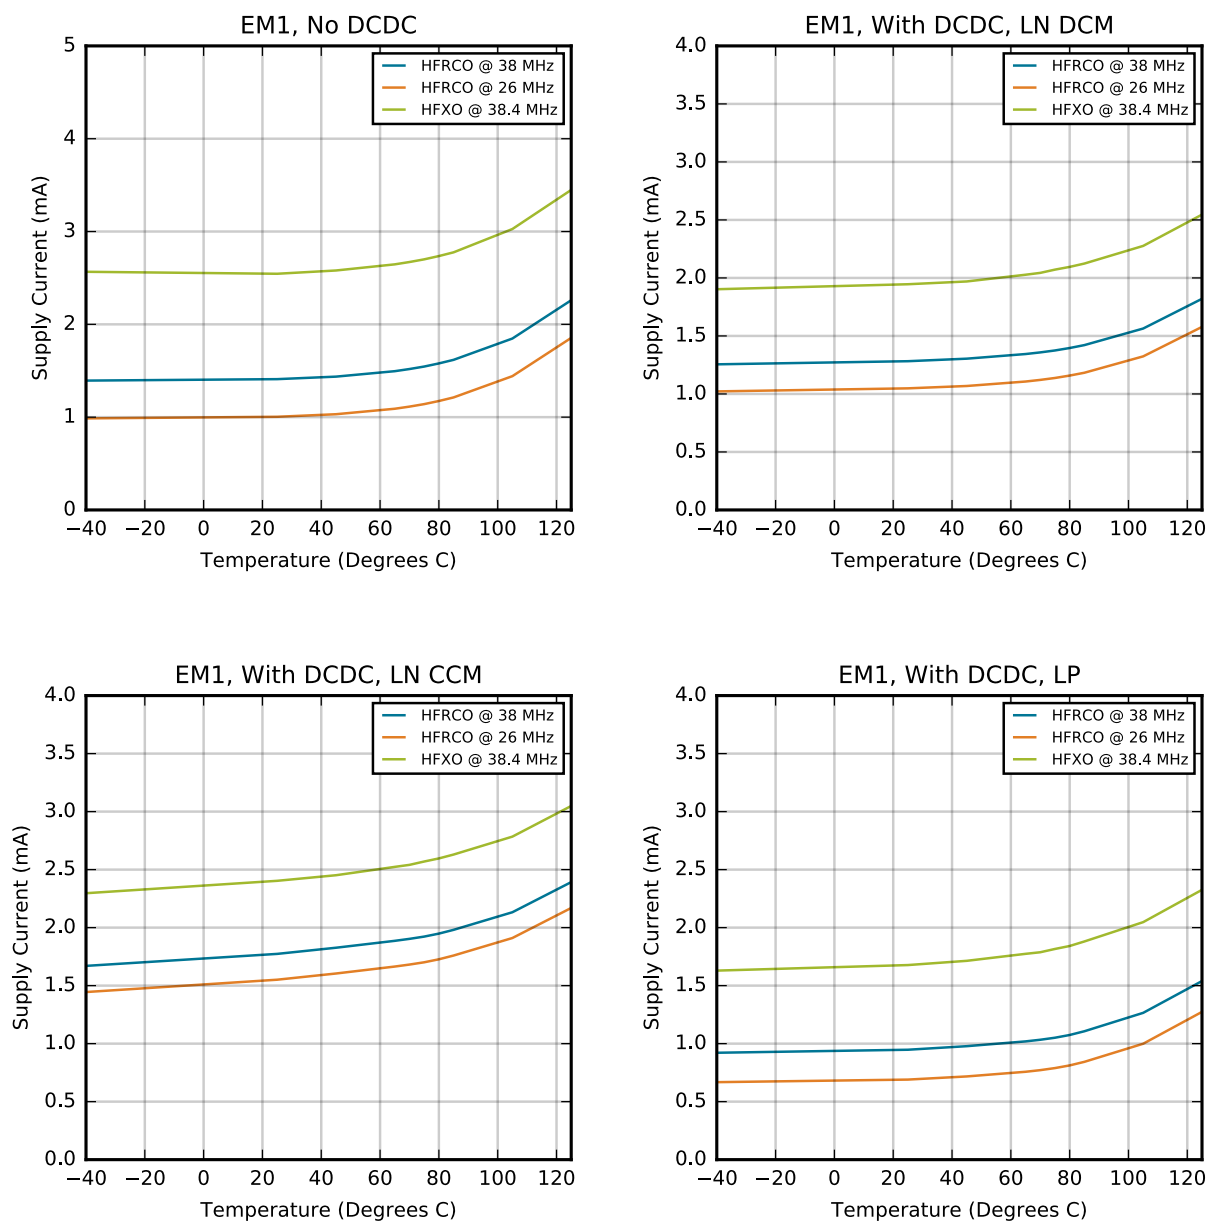 EM1, No DCDC
HFRCO @ 38 MHz
HFRCO @ 26 MHz
HFXO @ 38.4 MHz
5
4
3
2
1
0
Supply Current (mA)
−40 −20 0 20 40 60 80 100 120
Temperature (Degrees C)
EM1, With DCDC, LN DCM
HFRCO @ 38 MHz
HFRCO @ 26 MHz
HFXO @ 38.4 MHz
4.0
3.5
3.0
2.5
2.0
1.5
1.0
0.5
0.0
Supply Current (mA)
−40 −20 0 20 40 60 80 100 120
Temperature (Degrees C)
EM1, With DCDC, LN CCM
HFRCO @ 38 MHz
HFRCO @ 26 MHz
HFXO @ 38.4 MHz
4.0
3.5
3.0
2.5
2.0
1.5
1.0
0.5
0.0
Supply Current (mA)
−40 −20 0 20 40 60 80 100 120
Temperature (Degrees C)
EM1, With DCDC, LP
HFRCO @ 38 MHz
HFRCO @ 26 MHz
HFXO @ 38.4 MHz
4.0
3.5
3.0
2.5
2.0
1.5
1.0
0.5
0.0
Supply Current (mA)
−40 −20 0 20 40 60 80 100 120
Temperature (Degrees C)